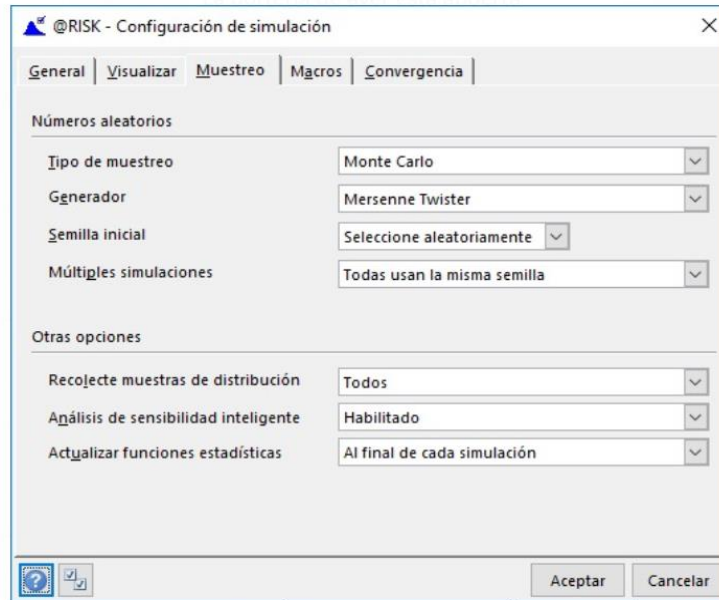 @RISK - Configuración de simulación
General Visualizar Muestreo Macros Convergencia
Números aleatorios
Tipo de muestreo Monte Carlo
Generador Mersenne Twister
Semilla inicial Seleccione aleatoriamente
Múltiples simulaciones Todas usan la misma semilla
Otras opciones
Recolecte muestras de distribución Todos
Análisis de sensibilidad inteligente Habilitado
Actualizar funciones estadísticas Al final de cada simulación
? Aceptar Cancelar